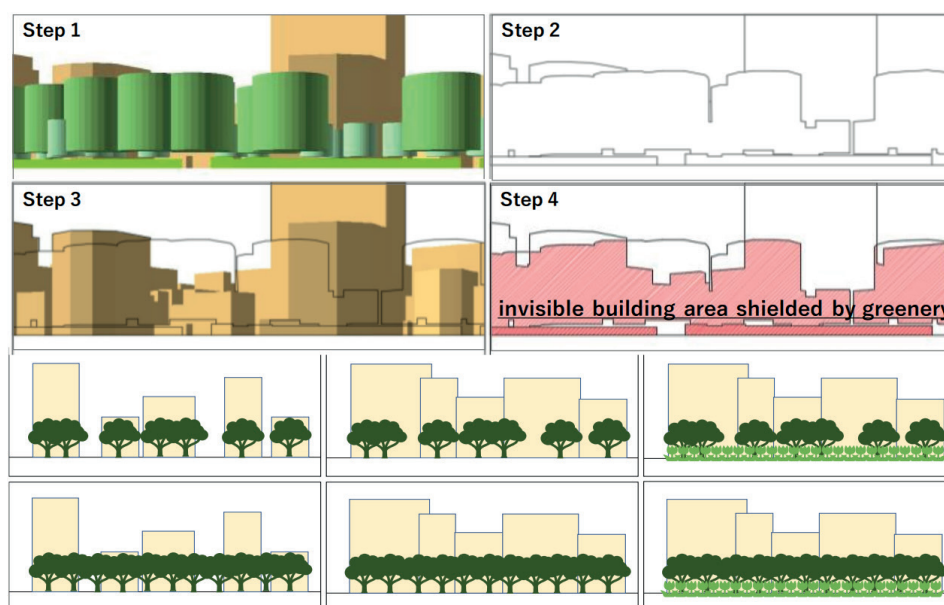 Step 1
Step 2
Step 3
Step 4
invisible building area shielded by greenery